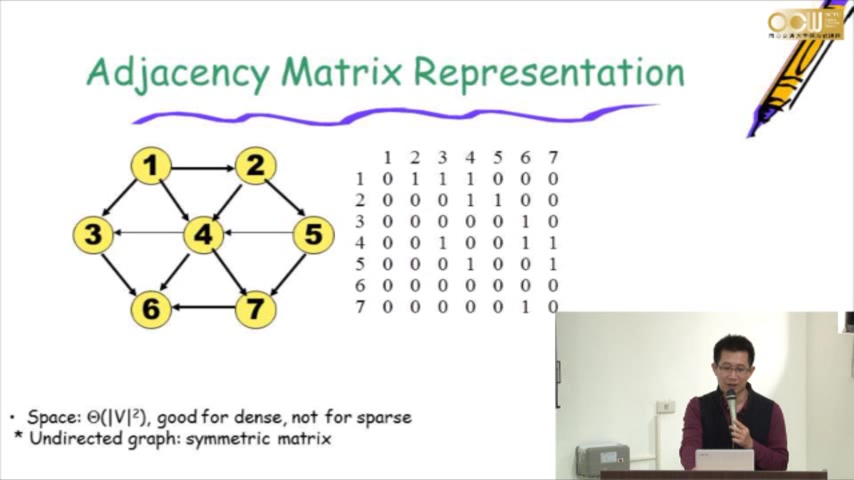 OCW
Adjacency Matrix Representation
1 2
3 4 5
6 7
1 2 3 4 5 6 7
1 0 1 1 1 0 0 0
2 0 0 0 1 1 0 0
3 0 0 0 0 0 1 0
4 0 0 1 0 0 1 1
5 0 0 0 1 0 0 1
6 0 0 0 0 0 0 0
7 0 0 0 0 0 1 0
• Space: Θ(|V|²), good for dense, not for sparse
* Undirected graph: symmetric matrix